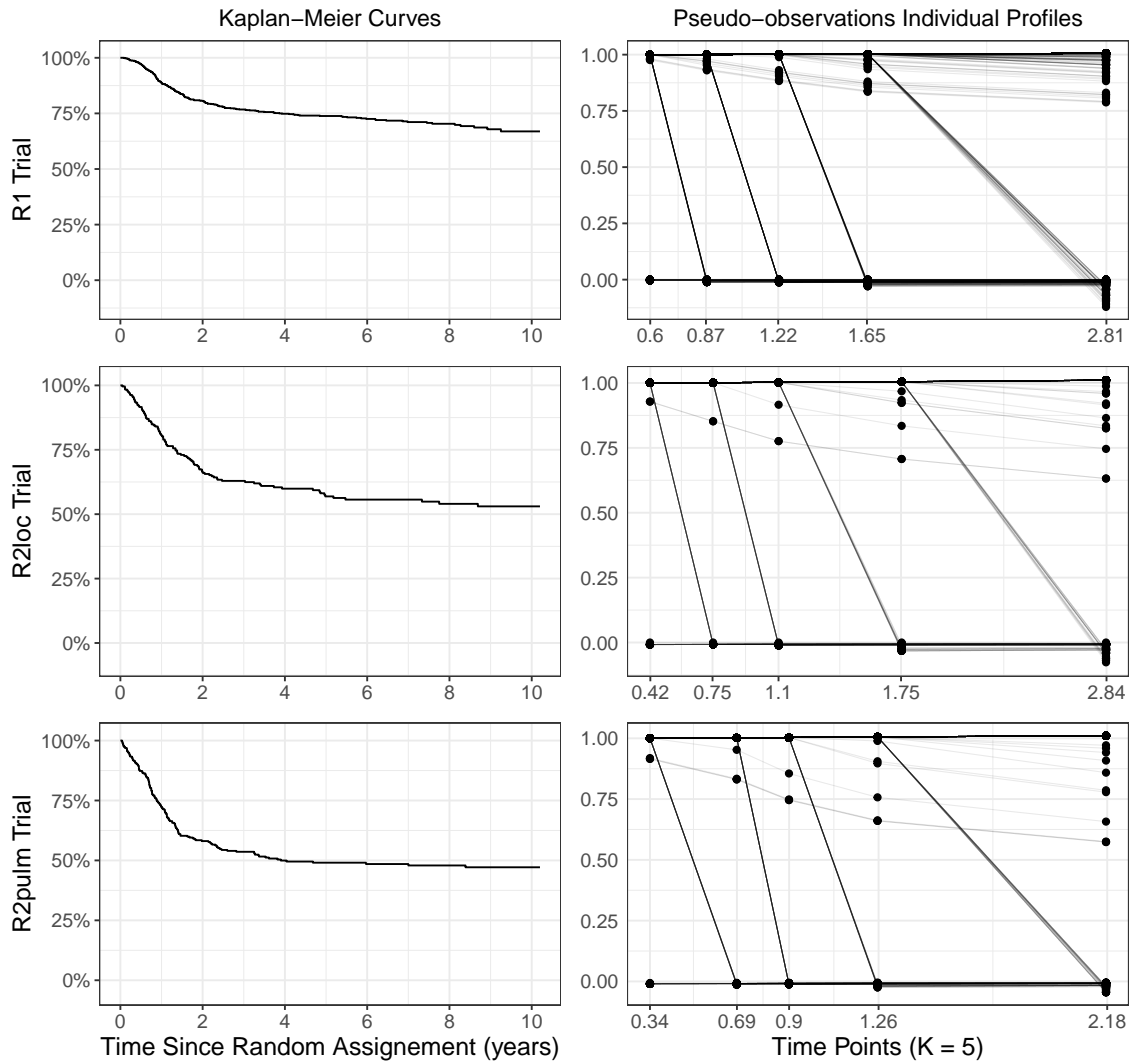 Kaplan−Meier Curves
Pseudo−observations Individual Profiles
R1 Trial
100%
75%
50%
25%
0%
0 2 4 6 8 10
1.00
0.75
0.50
0.25
0.00
0.6 0.87 1.22 1.65 2.81
R2loc Trial
100%
75%
50%
25%
0%
0 2 4 6 8 10
1.00
0.75
0.50
0.25
0.00
0.42 0.75 1.1 1.75 2.84
R2pulm Trial
100%
75%
50%
25%
0%
0 2 4 6 8 10
1.00
0.75
0.50
0.25
0.00
0.34 0.69 0.9 1.26 2.18
Time Since Random Assignement (years)
Time Points (K = 5)